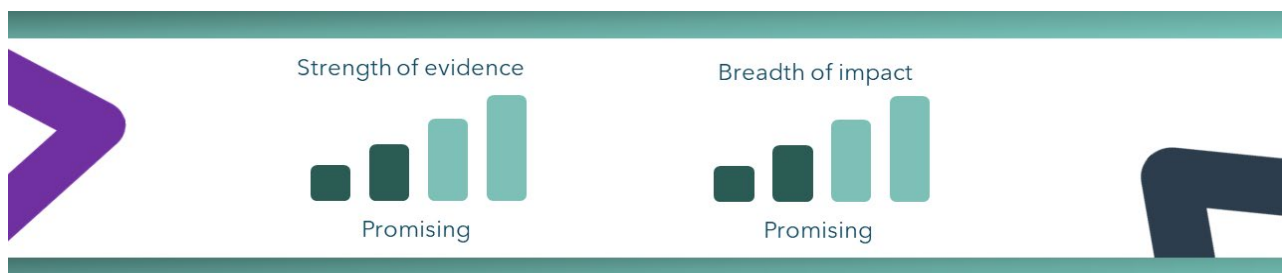 Strength of evidence
Promising
Breadth of impact
Promising